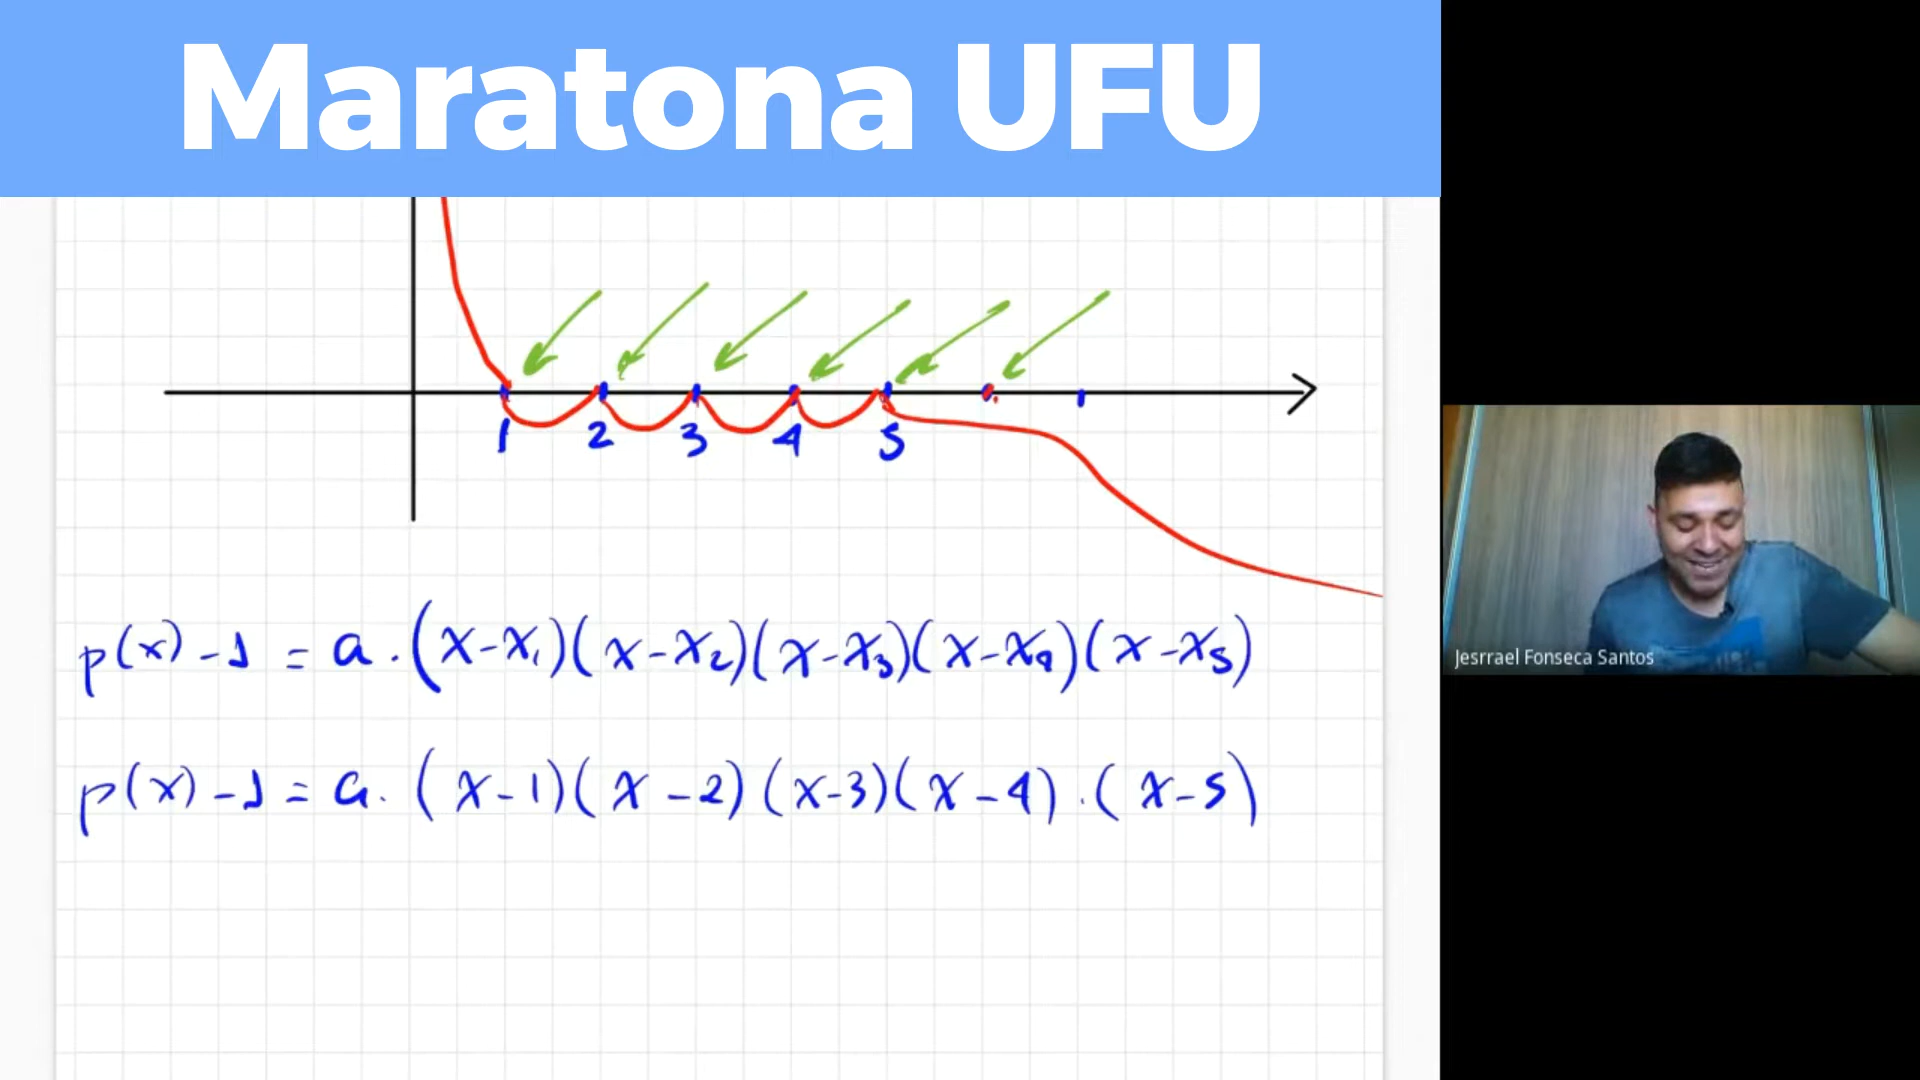 Maratona UFU
1 2 3 4 5
p(x) - 1 = a . (x-x₁)(x-x₂)(x-x₃)(x-x₄)(x-x₅)
Jesrrael Fonseca Santos
p(x) - 1 = a . (x-1)(x-2)(x-3)(x-4) . (x-5)